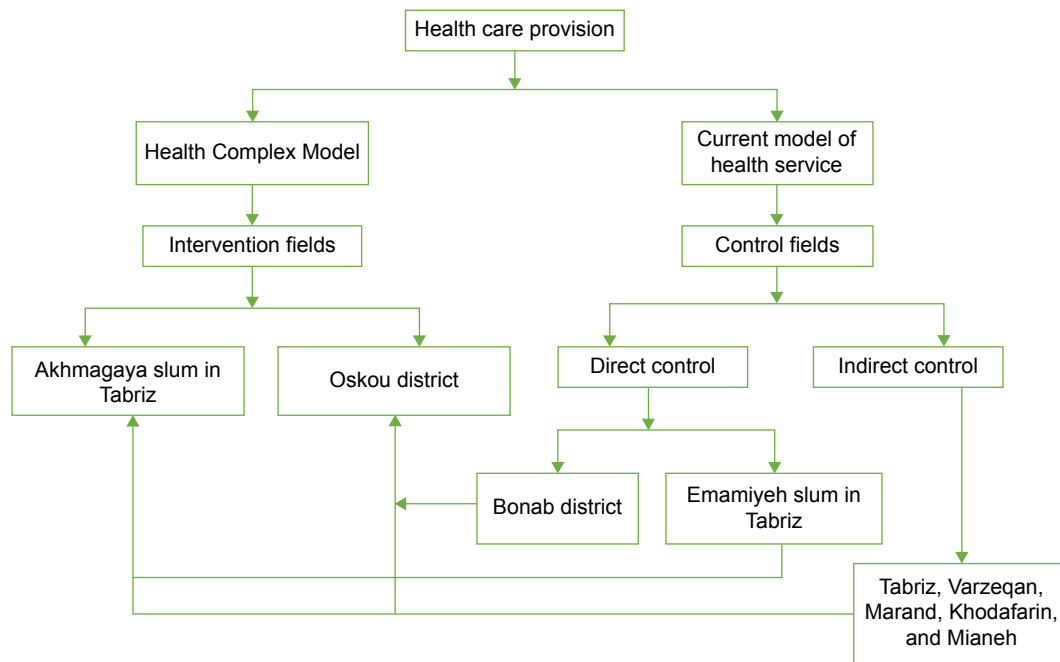 Health care provision
Health Complex Model
Current model of
health service
Intervention fields
Control fields
Akhmagaya slum in
Tabriz
Oskou district
Direct control
Indirect control
Bonab district
Emamiyeh slum in
Tabriz
Tabriz, Varzeqan,
Marand, Khodafarin,
and Mianeh